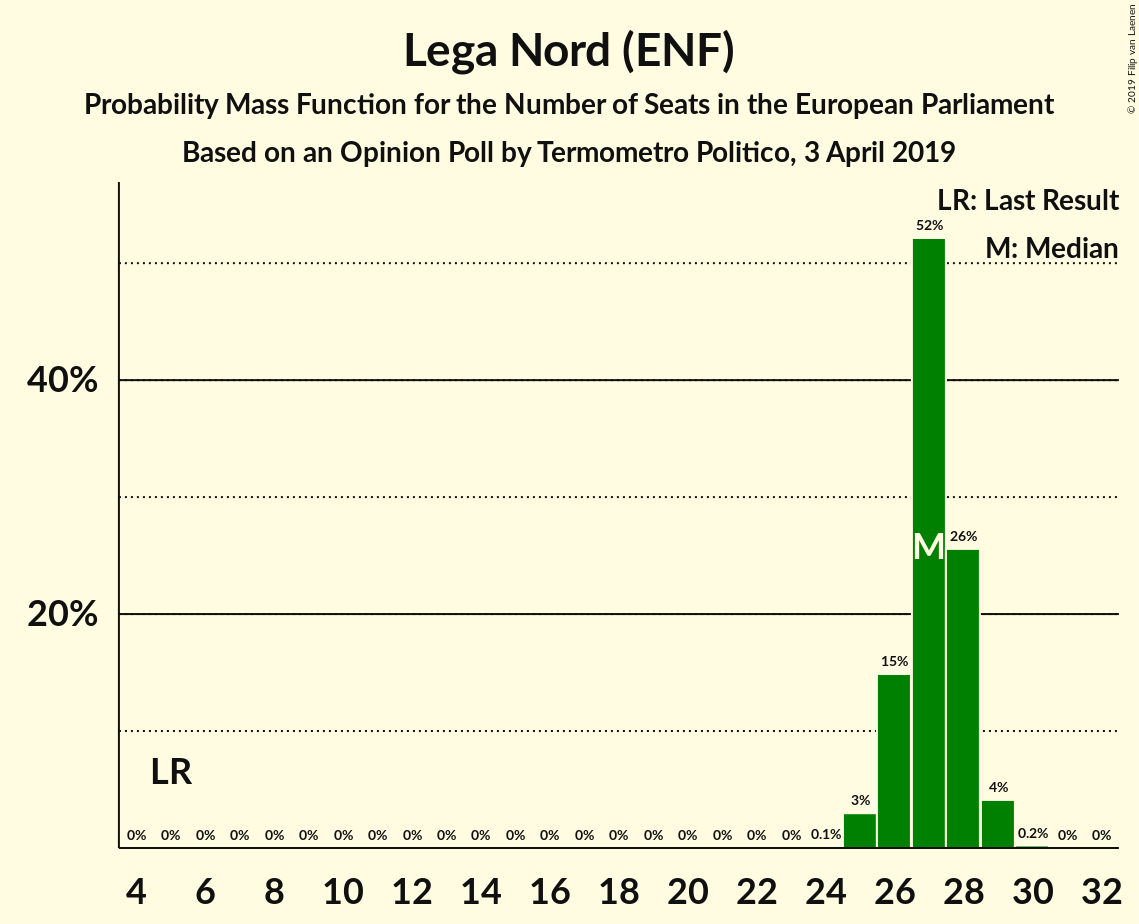 Lega Nord (ENF)
Probability Mass Function for the Number of Seats in the European Parliament
Based on an Opinion Poll by Termometro Politico, 3 April 2019
© 2019 Filip van Laenen
LR: Last Result
M: Median
52%
40%
M
26%
20%
15%
LR
3%
4%
0% 0% 0% 0% 0% 0% 0% 0% 0% 0% 0% 0% 0% 0% 0% 0% 0% 0% 0% 0% 0.1% 0.2% 0% 0%
4 6 8 10 12 14 16 18 20 22 24 26 28 30 32